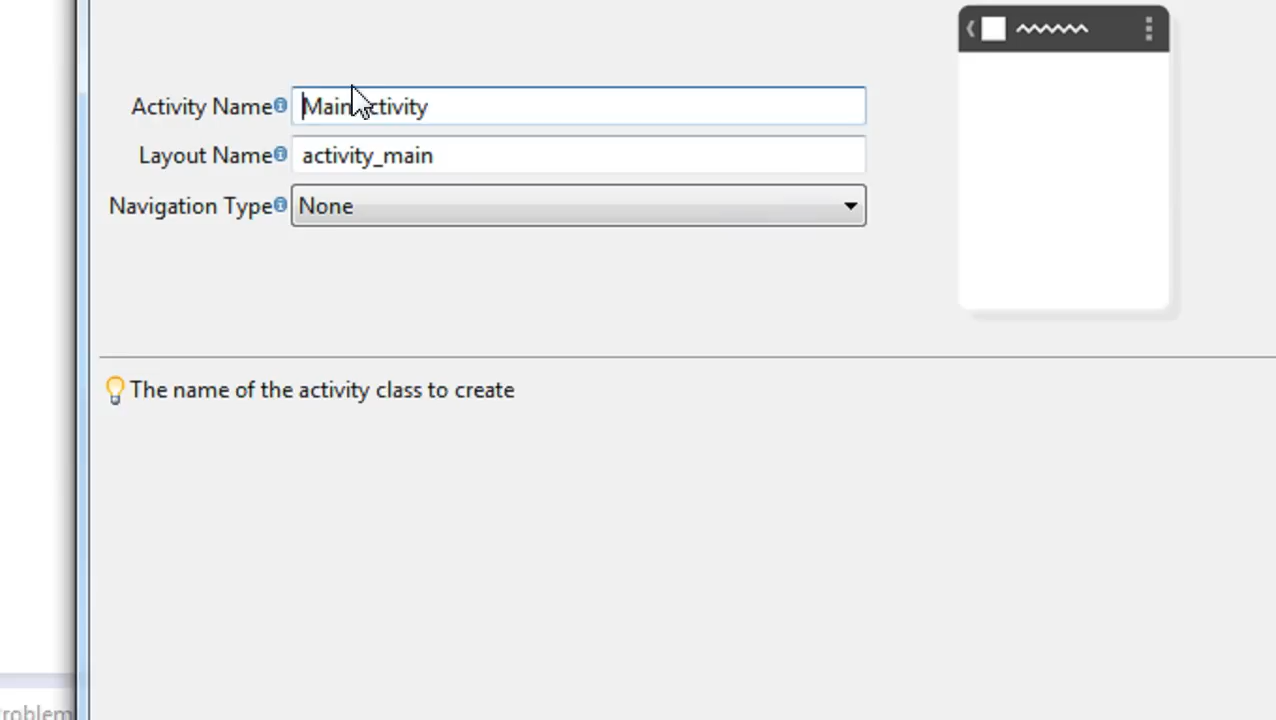 Activity Name MainActivity
Layout Name activity_main
Navigation Type None
The name of the activity class to create